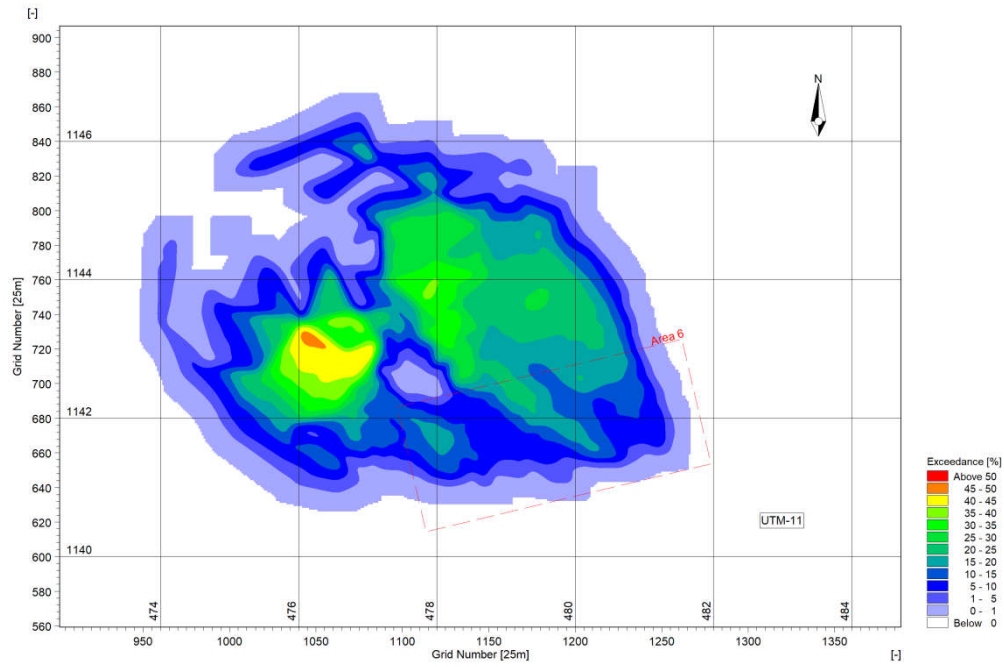 [-]
900
880
860
840
820
800
780
760
740
720
700
680
660
640
620
600
580
560
Grid Number [25m]
1146
1144
1142
1140
N
Area 6
UTM-11
474
476
478
480
482
484
950
1000
1050
1100
1150
1200
1250
1300
1350
Grid Number [25m]
[-]
Exceedance [%]
Above 50
45 - 50
40 - 45
35 - 40
30 - 35
25 - 30
20 - 25
15 - 20
10 - 15
5 - 10
1 - 5
0 - 1
Below 0